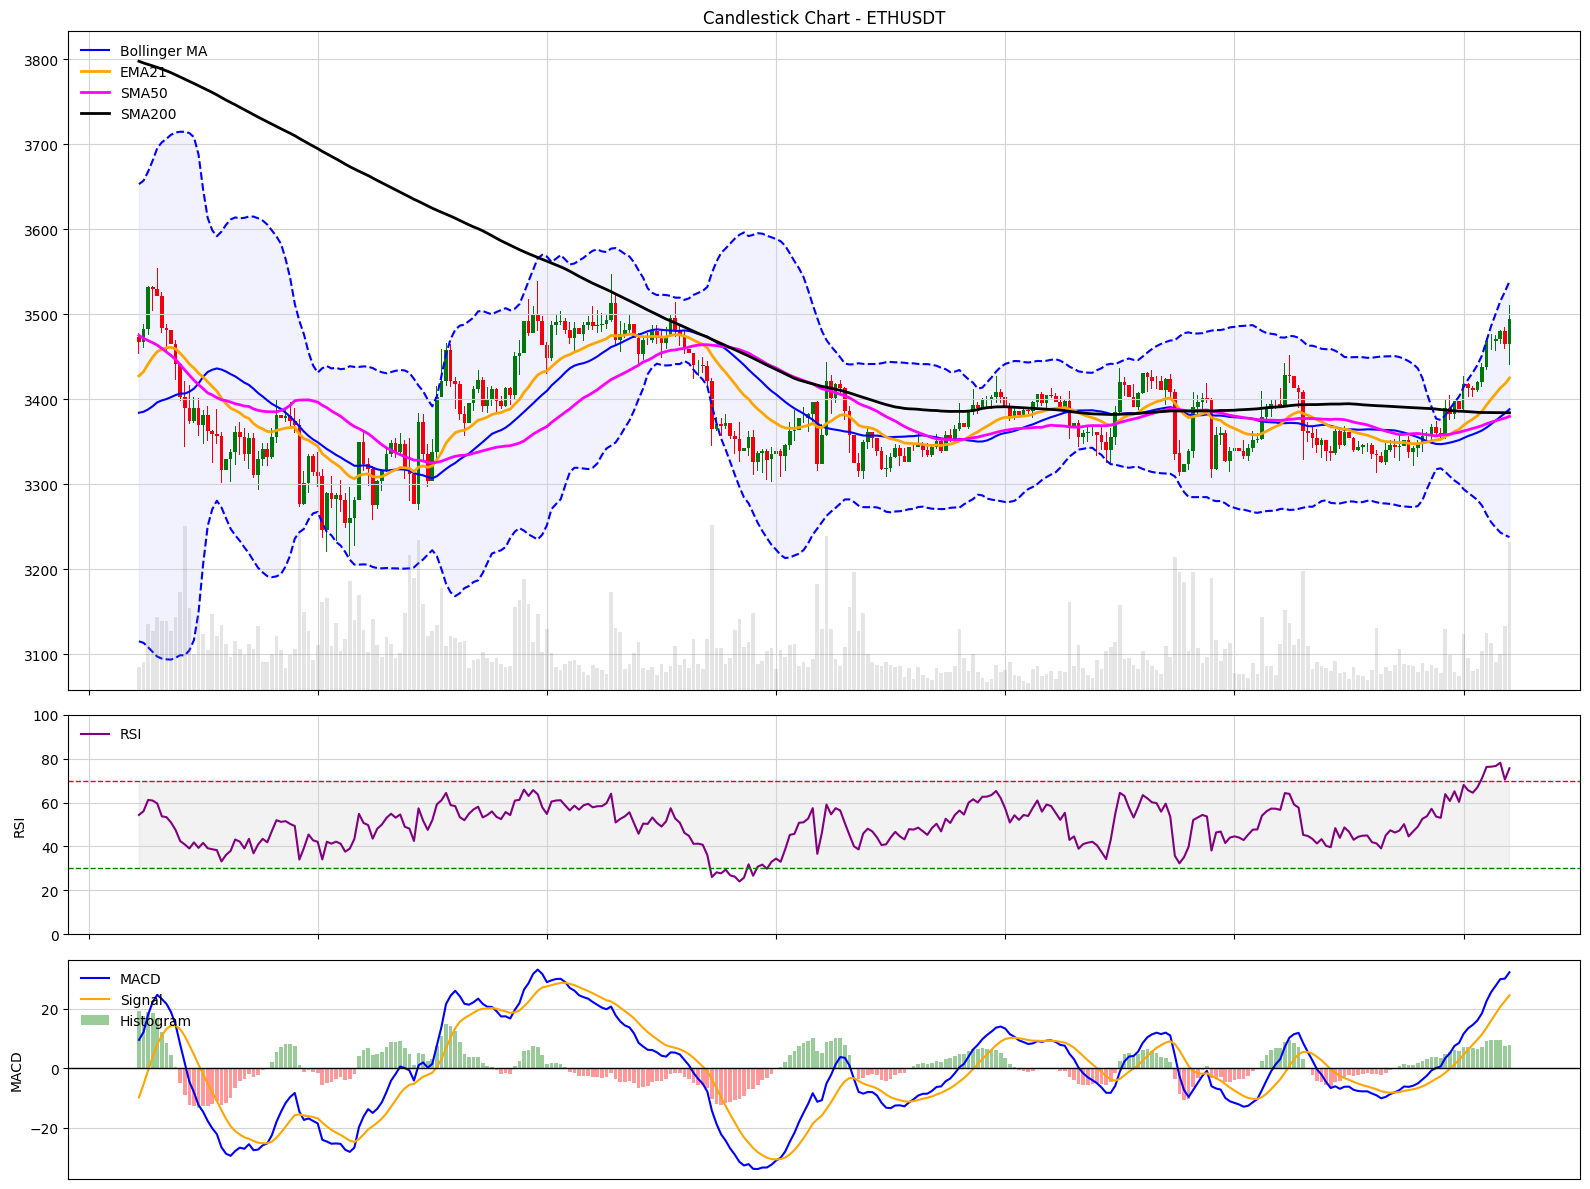 Candlestick Chart - ETHUSDT
Bollinger MA
EMA21
SMA50
SMA200
3800
3700
3600
3500
3400
3300
3200
3100
RSI
RSI
100
80
60
40
20
0
MACD
Signal
Histogram
MACD
20
0
−20